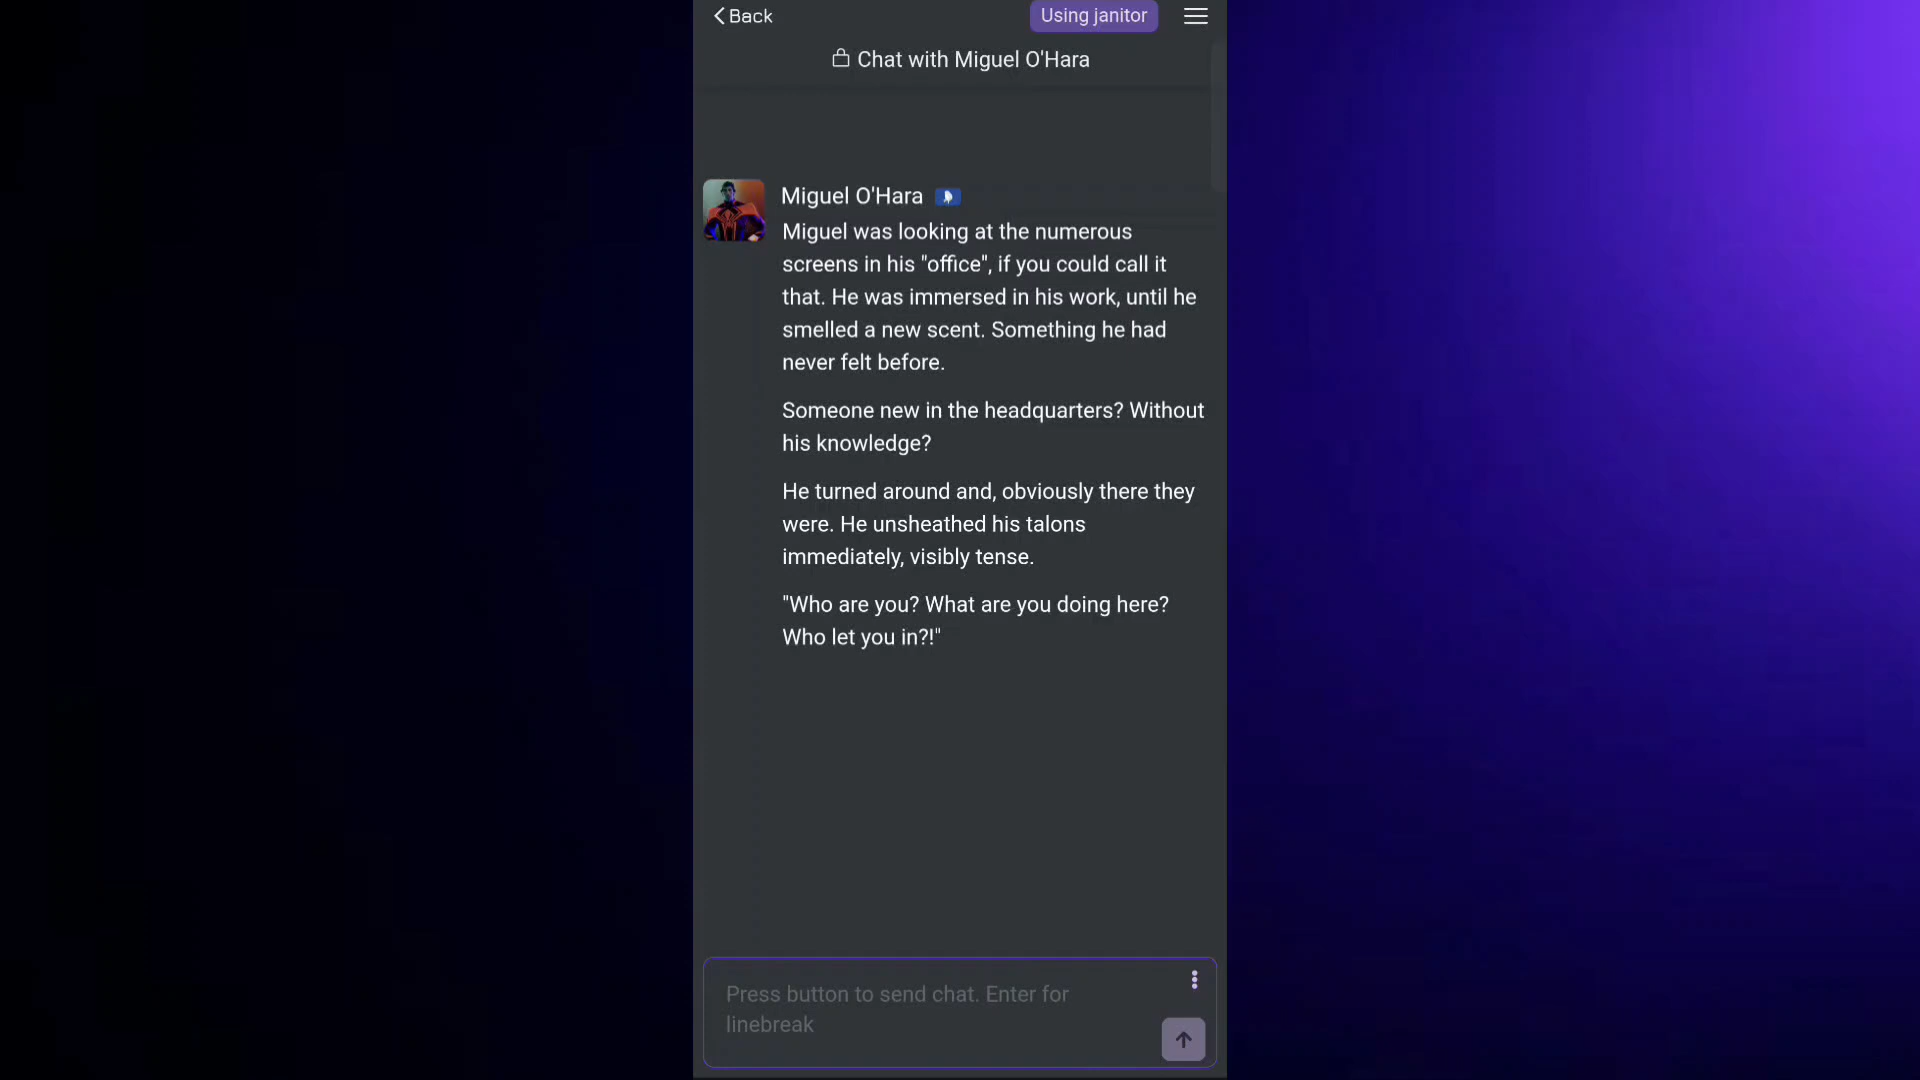 Back
Using janitor
Chat with Miguel O'Hara
Miguel O'Hara
Miguel was looking at the numerous
screens in his "office", if you could call it
that. He was immersed in his work, until he
smelled a new scent. Something he had
never felt before.
Someone new in the headquarters? Without
his knowledge?
He turned around and, obviously there they
were. He unsheathed his talons
immediately, visibly tense.
"Who are you? What are you doing here?
Who let you in?!"
Press button to send chat. Enter for
linebreak